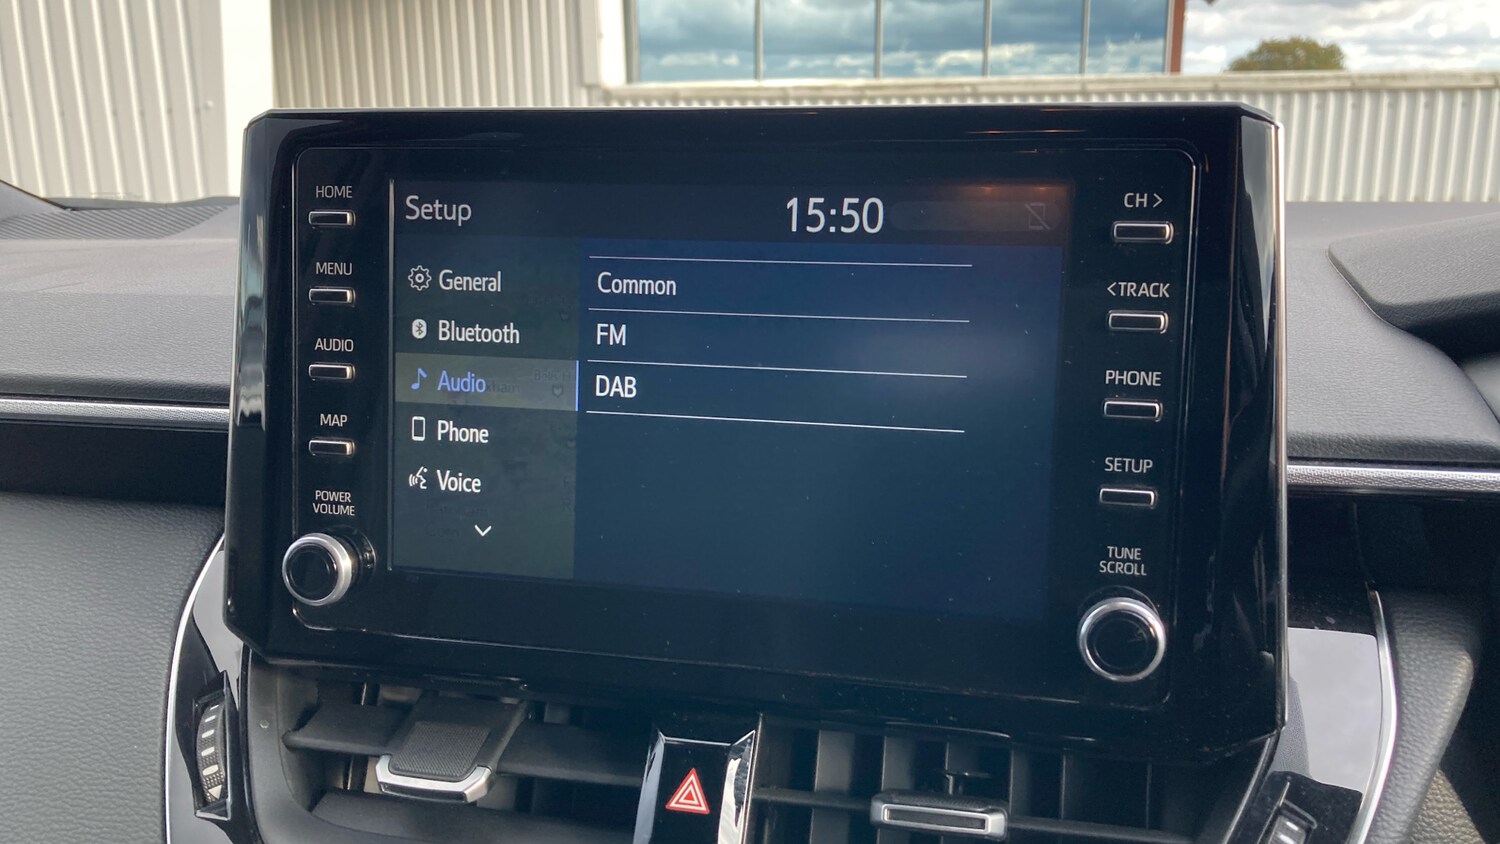 HOME
MENU
AUDIO
MAP
POWER
VOLUME
Setup
15:50
General
Bluetooth
Audio
Phone
Voice
Common
FM
DAB
CH >
<TRACK
PHONE
SETUP
TUNE
SCROLL